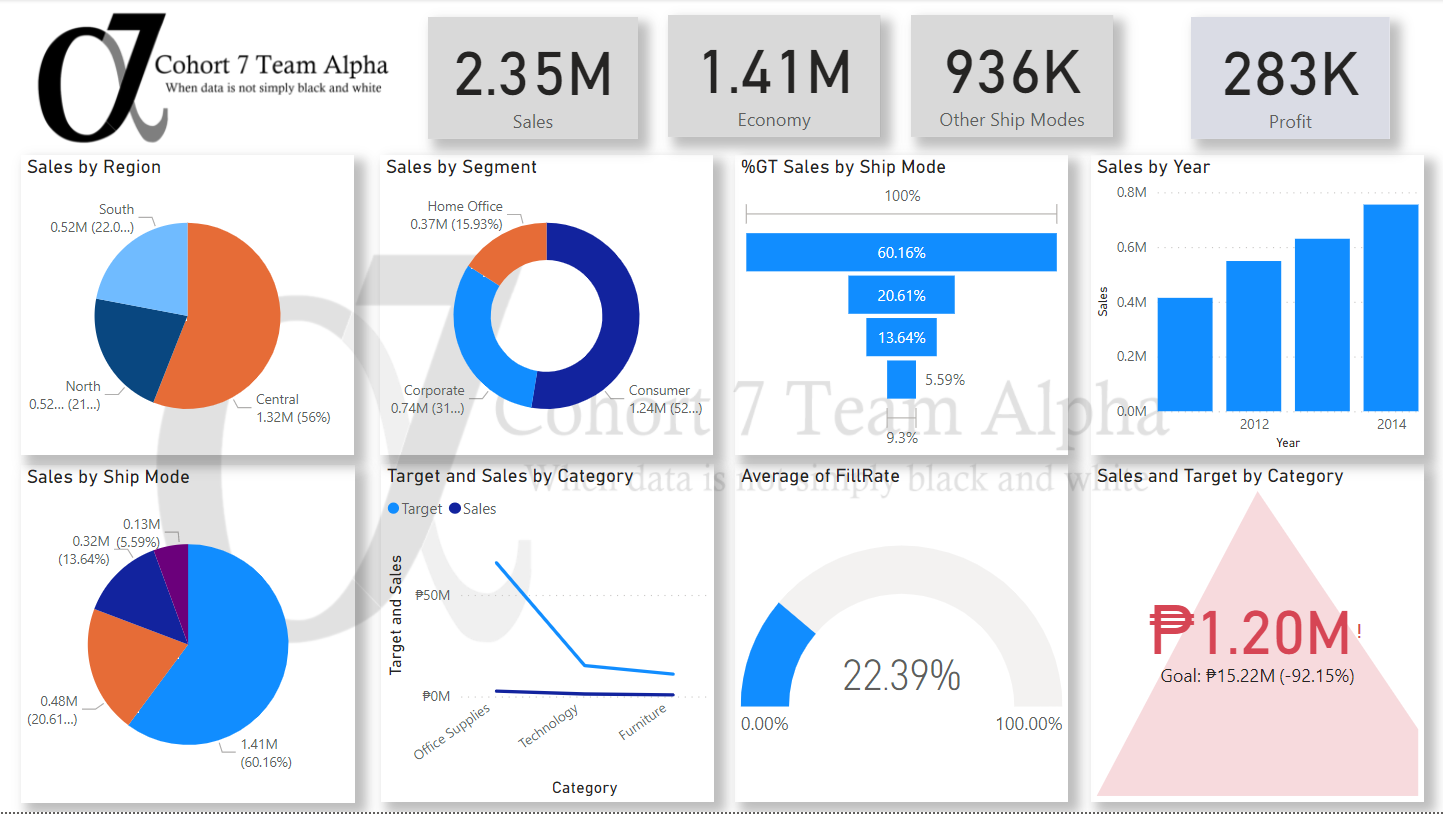 Cohort 7 Team Alpha
When data is not simply black and white
2.35M
Sales
1.41M
Economy
936K
Other Ship Modes
283K
Profit
Sales by Region
South
0.52M (22.0...)
North
0.52... (21...)
Central
1.32M (56%)
Sales by Segment
Home Office
0.37M (15.93%)
Corporate
0.74M (31...)
Consumer
1.24M (52...)
%GT Sales by Ship Mode
100%
60.16%
20.61%
13.64%
5.59%
9.3%
Sales by Year
0.8M
0.6M
0.4M
0.2M
0.0M
Sales
2012
2014
Year
Cohort 7 Team Alpha
When data is not simply black and white
Sales by Ship Mode
0.13M
(5.59%)
0.32M
(13.64%)
0.48M
(20.61...)
1.41M
(60.16%)
Target and Sales by Category
Target
Sales
Target and Sales
₱50M
₱0M
Office Supplies
Technology
Furniture
Category
Average of FillRate
22.39%
0.00%
100.00%
Sales and Target by Category
₱1.20M!
Goal: ₱15.22M (-92.15%)